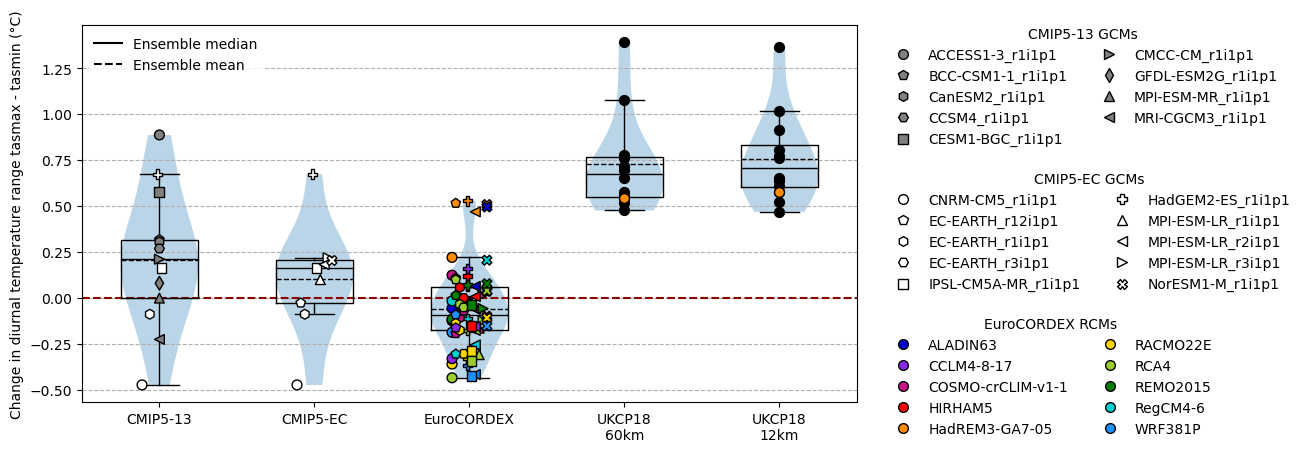 Change in diurnal temperature range tasmax - tasmin (°C)
Ensemble median
Ensemble mean
1.25
1.00
0.75
0.50
0.25
0.00
−0.25
−0.50
CMIP5-13
CMIP5-EC
EuroCORDEX
UKCP18
60km
UKCP18
12km
CMIP5-13 GCMs
ACCESS1-3_r1i1p1
BCC-CSM1-1_r1i1p1
CanESM2_r1i1p1
CCSM4_r1i1p1
CESM1-BGC_r1i1p1
CMCC-CM_r1i1p1
GFDL-ESM2G_r1i1p1
MPI-ESM-MR_r1i1p1
MRI-CGCM3_r1i1p1
CMIP5-EC GCMs
CNRM-CM5_r1i1p1
EC-EARTH_r12i1p1
EC-EARTH_r1i1p1
EC-EARTH_r3i1p1
IPSL-CM5A-MR_r1i1p1
HadGEM2-ES_r1i1p1
MPI-ESM-LR_r1i1p1
MPI-ESM-LR_r2i1p1
MPI-ESM-LR_r3i1p1
NorESM1-M_r1i1p1
EuroCORDEX RCMs
ALADIN63
CCLM4-8-17
COSMO-crCLIM-v1-1
HIRHAM5
HadREM3-GA7-05
RACMO22E
RCA4
REMO2015
RegCM4-6
WRF381P